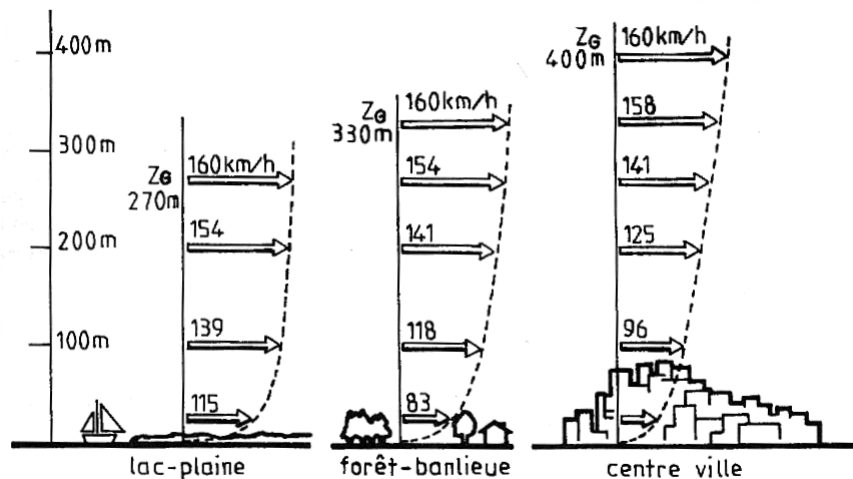 400m
300m
200m
100m
ZG
270m
160km/h
154
139
115
lac-plaine
ZG
330m
160km/h
154
141
118
83
forêt-banlieue
ZG
400m
160km/h
158
141
125
96
centre ville